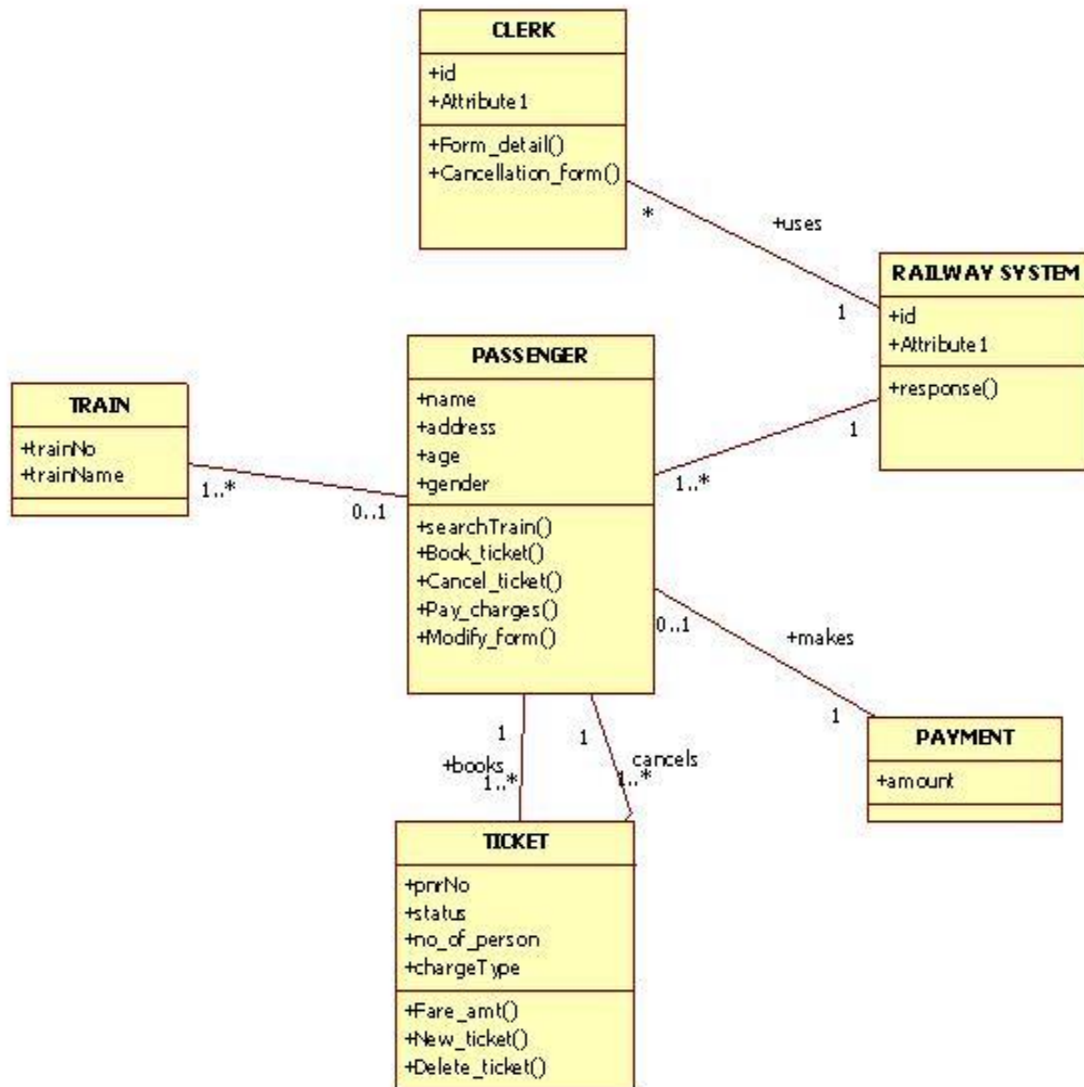 CLERK
+id
+Attribute1
+Form_detail()
+Cancellation_form()
*
+uses
1
RAILWAY SYSTEM
+id
+Attribute1
+response()
1
1..*
PASSENGER
+name
+address
+age
+gender
+searchTrain()
+Book_ticket()
+Cancel_ticket()
+Pay_charges()
+Modify_form()
TRAIN
+trainNo
+trainName
1..*
0..1
0..1
+makes
1
PAYMENT
+amount
1
+books
1..*
1
cancels
1..*
TICKET
+pnrNo
+status
+no_of_person
+chargeType
+Fare_amt()
+New_ticket()
+Delete_ticket()